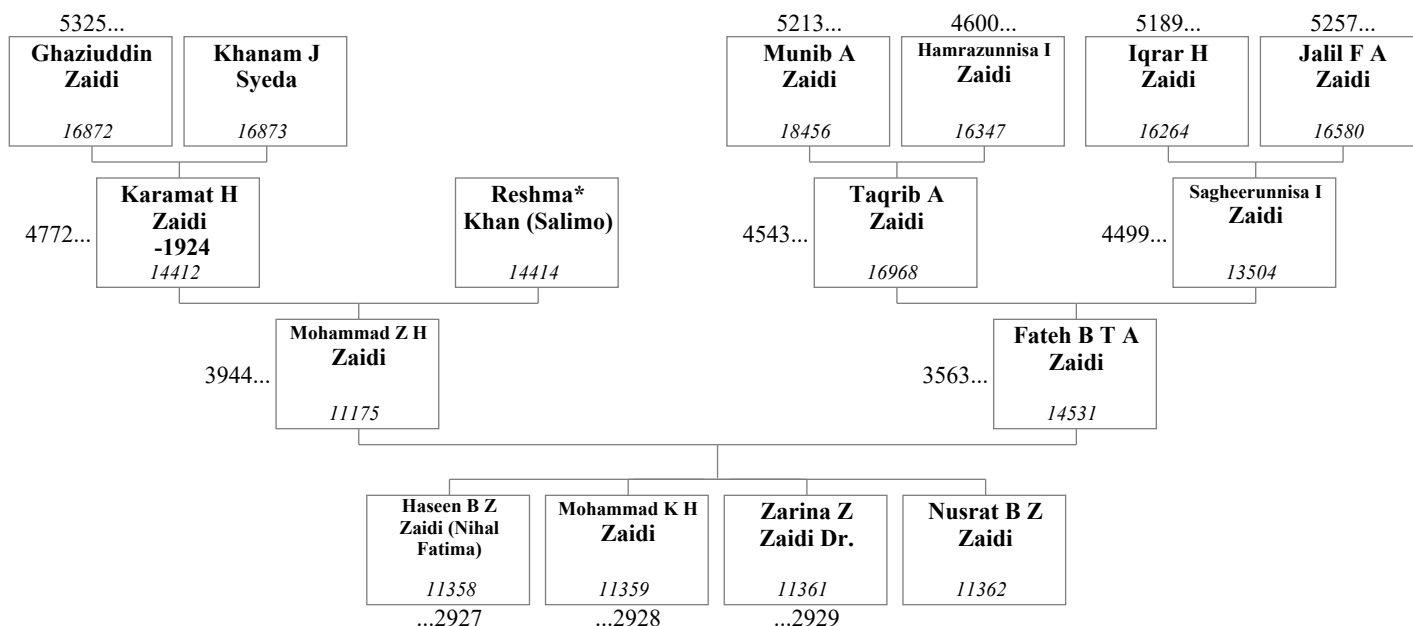 5325...
Ghaziuddin
Zaidi
16872
Khanam J
Syeda
16873
5213...
Munib A
Zaidi
18456
4600...
Hamrazunnisa I
Zaidi
16347
5189...
Iqrar H
Zaidi
16264
5257...
Jalil F A
Zaidi
16580
4772...
Karamat H
Zaidi
-1924
14412
Reshma*
Khan (Salimo)
14414
4543...
Taqrib A
Zaidi
16968
4499...
Sagheerunnisa I
Zaidi
13504
3944...
Mohammad Z H
Zaidi
11175
3563...
Fateh B T A
Zaidi
14531
Haseen B Z
Zaidi (Nihal
Fatima)
11358
...2927
Mohammad K H
Zaidi
11359
...2928
Zarina Z
Zaidi Dr.
11361
...2929
Nusrat B Z
Zaidi
11362